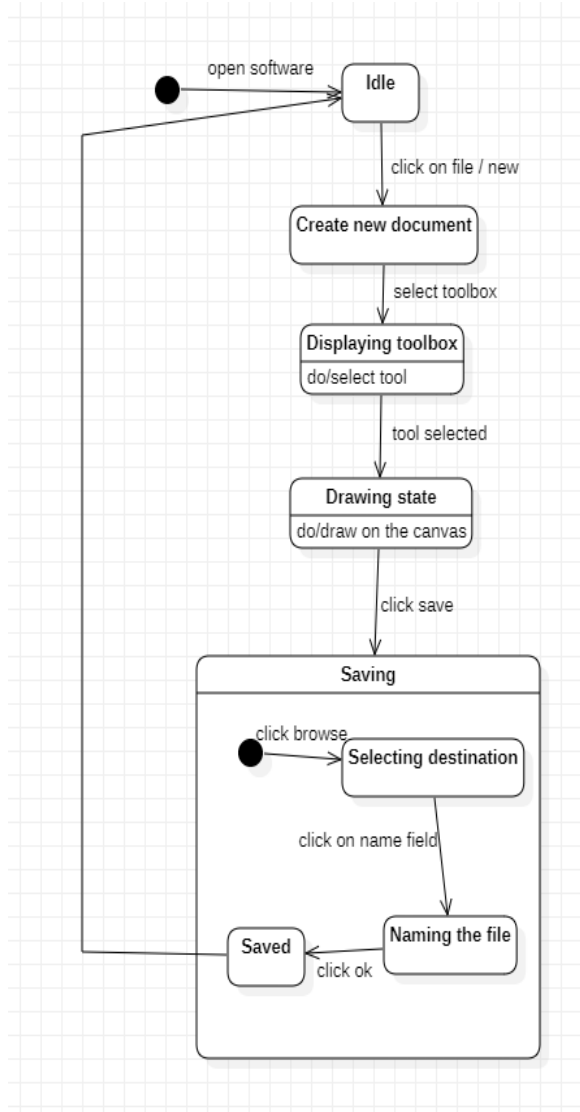 open software
Idle
click on file / new
Create new document
select toolbox
Displaying toolbox
do/select tool
tool selected
Drawing state
do/draw on the canvas
click save
Saving
click browse
Selecting destination
click on name field
Naming the file
Saved
click ok